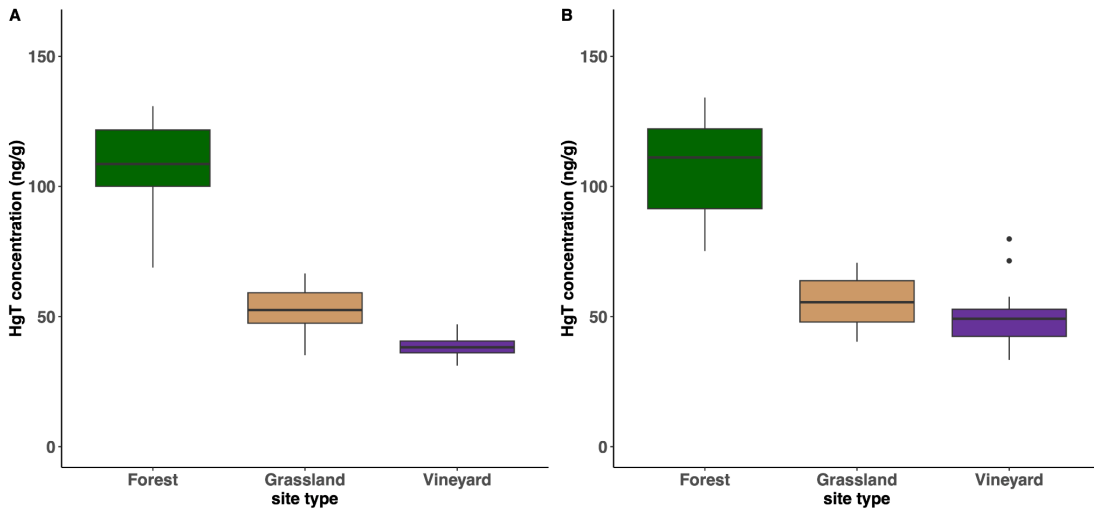 A
HgT concentration (ng/g)
150
100
50
0
Forest Grassland Vineyard
site type
B
HgT concentration (ng/g)
150
100
50
0
Forest Grassland Vineyard
site type